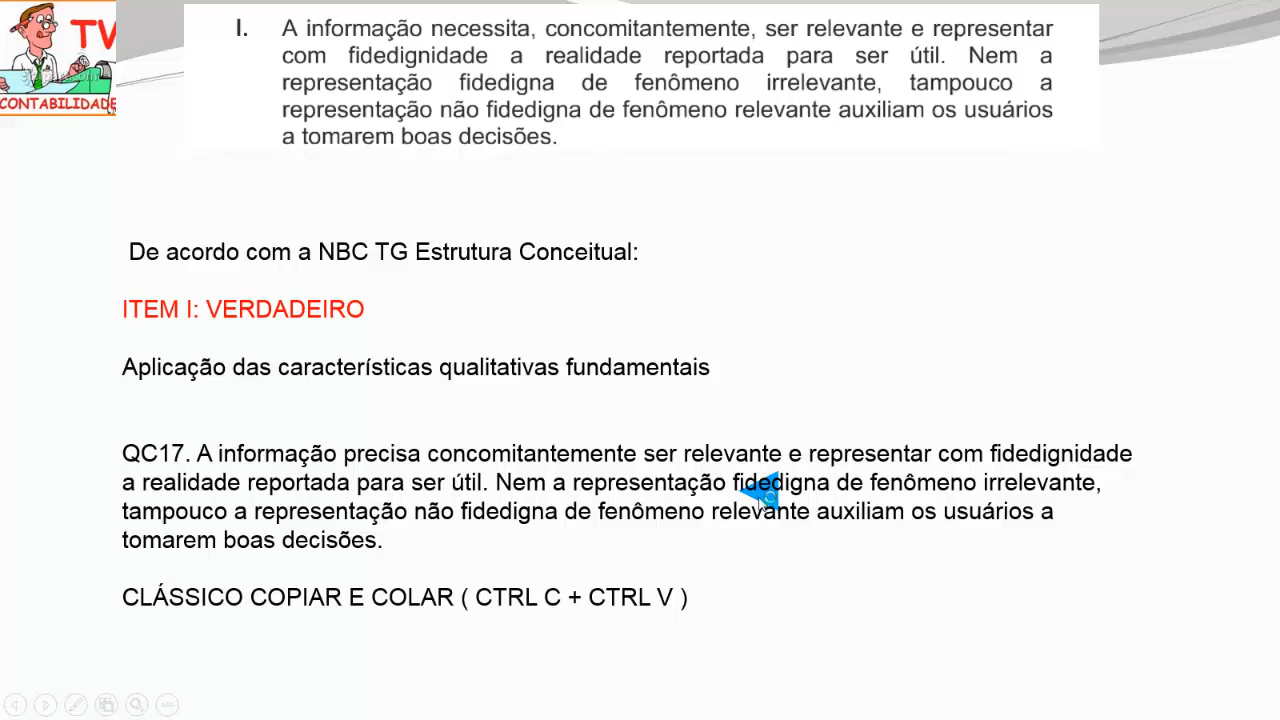 TV
CONTABILIDADE
I. A informação necessita, concomitantemente, ser relevante e representar
com fidedignidade a realidade reportada para ser útil. Nem a
representação fidedigna de fenômeno irrelevante, tampouco a
representação não fidedigna de fenômeno relevante auxiliam os usuários
a tomarem boas decisões.
De acordo com a NBC TG Estrutura Conceitual:
ITEM I: VERDADEIRO
Aplicação das características qualitativas fundamentais
QC17. A informação precisa concomitantemente ser relevante e representar com fidedignidade
a realidade reportada para ser útil. Nem a representação fidedigna de fenômeno irrelevante,
tampouco a representação não fidedigna de fenômeno relevante auxiliam os usuários a
tomarem boas decisões.
CLÁSSICO COPIAR E COLAR ( CTRL C + CTRL V )